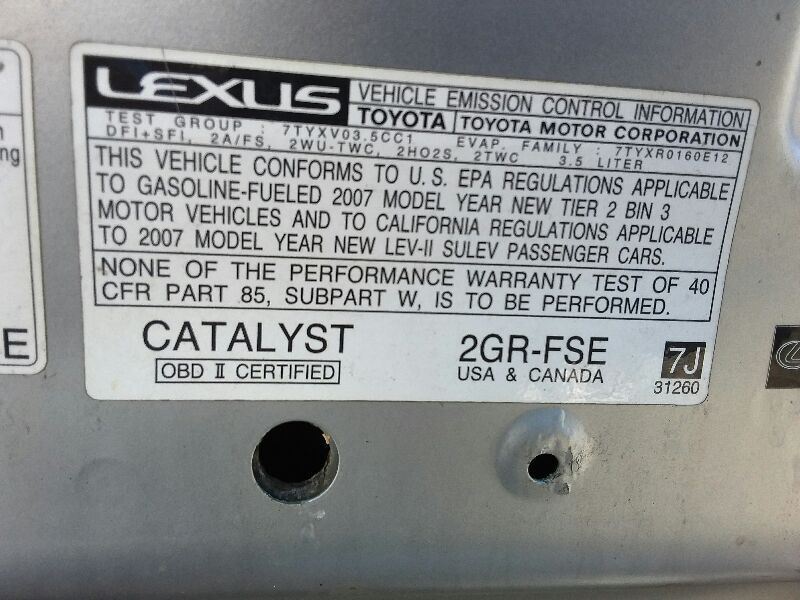 LEXUS VEHICLE EMISSION CONTROL INFORMATION
TOYOTA TOYOTA MOTOR CORPORATION
TEST GROUP : 7TYXV03.5CC1 EVAP. FAMILY : 7TYXR0160E12
DFI+SFI, 2A/FS, 2WU-TWC, 2HO2S, 2TWC 3.5 LITER
THIS VEHICLE CONFORMS TO U.S. EPA REGULATIONS APPLICABLE
TO GASOLINE-FUELED 2007 MODEL YEAR NEW TIER 2 BIN 3
MOTOR VEHICLES AND TO CALIFORNIA REGULATIONS APPLICABLE
TO 2007 MODEL YEAR NEW LEV-II SULEV PASSENGER CARS.
NONE OF THE PERFORMANCE WARRANTY TEST OF 40
CFR PART 85, SUBPART W, IS TO BE PERFORMED.
CATALYST 2GR-FSE 7J
OBD II CERTIFIED USA & CANADA 31260